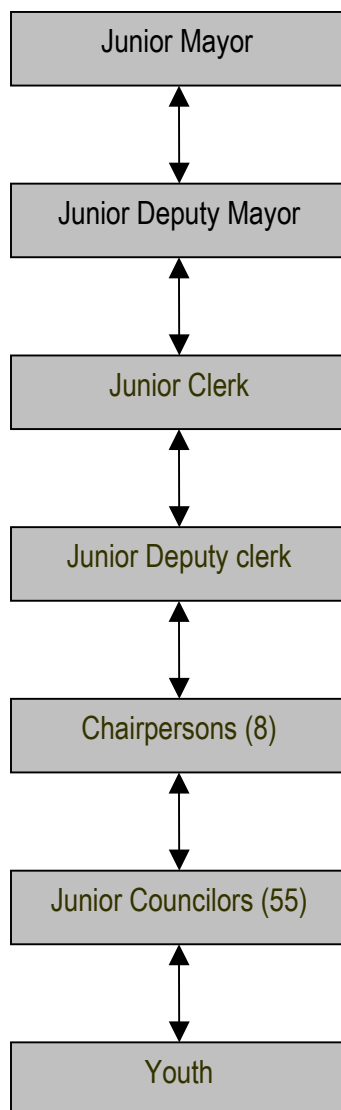 Junior Mayor
Junior Deputy Mayor
Junior Clerk
Junior Deputy clerk
Chairpersons (8)
Junior Councilors (55)
Youth